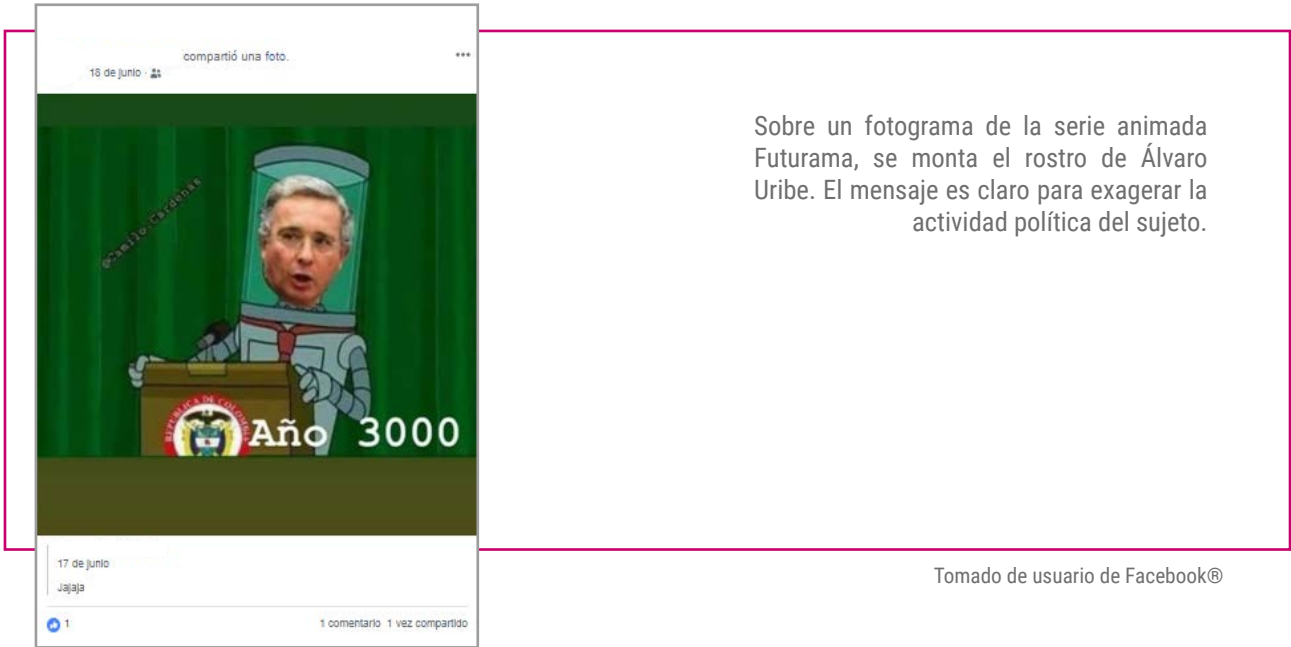 compartió una foto.
18 de junio
@Camilo.Cardenas
REPUBLICA DE COLOMBIA
Año 3000
17 de junio
Jajaja
1
1 comentario 1 vez compartido
Sobre un fotograma de la serie animada
Futurama, se monta el rostro de Álvaro
Uribe. El mensaje es claro para exagerar la
actividad política del sujeto.
Tomado de usuario de Facebook®